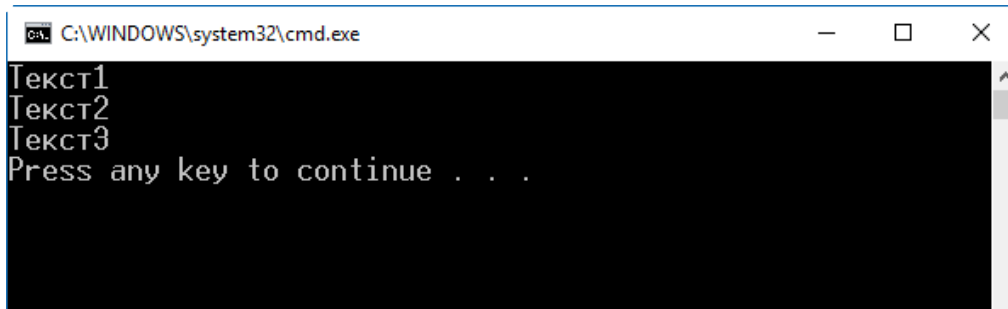 C:\WINDOWS\system32\cmd.exe
Текст1
Текст2
Текст3
Press any key to continue . . .